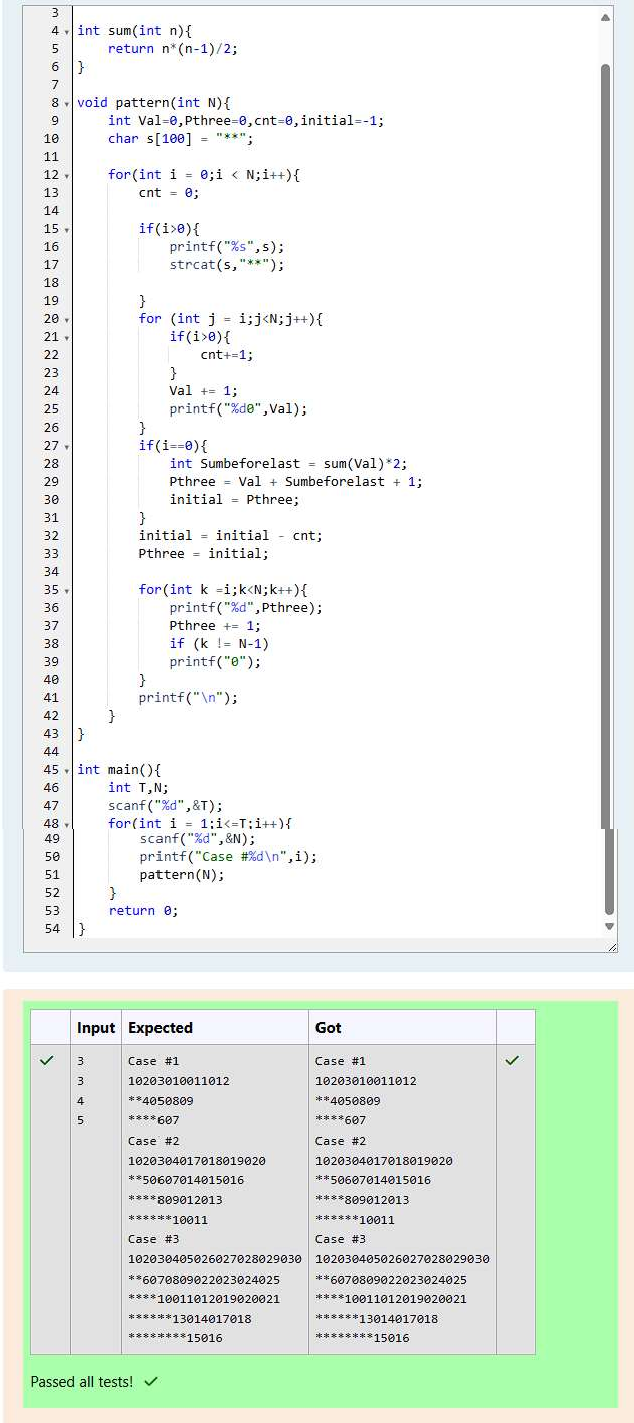 3
4 int sum(int n){
5     return n*(n-1)/2;
6 }
7
8 void pattern(int N){
9     int Val=0,Pthree=0,cnt=0,initial=-1;
10     char s[100] = "**";
11
12     for(int i = 0;i < N;i++){
13         cnt = 0;
14
15         if(i>0){
16             printf("%s",s);
17             strcat(s,"**");
18
19         }
20         for (int j = i;j<N;j++){
21             if(i>0){
22                 cnt+=1;
23             }
24             Val += 1;
25             printf("%d0",Val);
26         }
27         if(i==0){
28             int Sumbeforelast = sum(Val)*2;
29             Pthree = Val + Sumbeforelast + 1;
30             initial = Pthree;
31         }
32         initial = initial - cnt;
33         Pthree = initial;
34
35         for(int k =i;k<N;k++){
36             printf("%d",Pthree);
37             Pthree += 1;
38             if (k != N-1)
39             printf("0");
40         }
41         printf("\n");
42     }
43 }
44
45 int main(){
46     int T,N;
47     scanf("%d",&T);
48     for(int i = 1;i<=T;i++){
49         scanf("%d",&N);
50         printf("Case #%d\n",i);
51         pattern(N);
52     }
53     return 0;
54 }
Input Expected Got
3 Case #1 Case #1
3 10203010011012 10203010011012
4 **4050809 **4050809
5 ****607 ****607
Case #2 Case #2
1020304017018019020 1020304017018019020
**50607014015016 **50607014015016
****809012013 ****809012013
******10011 ******10011
Case #3 Case #3
102030405026027028029030 102030405026027028029030
**6070809022023024025 **6070809022023024025
****10011012019020021 ****10011012019020021
******13014017018 ******13014017018
********15016 ********15016
Passed all tests!